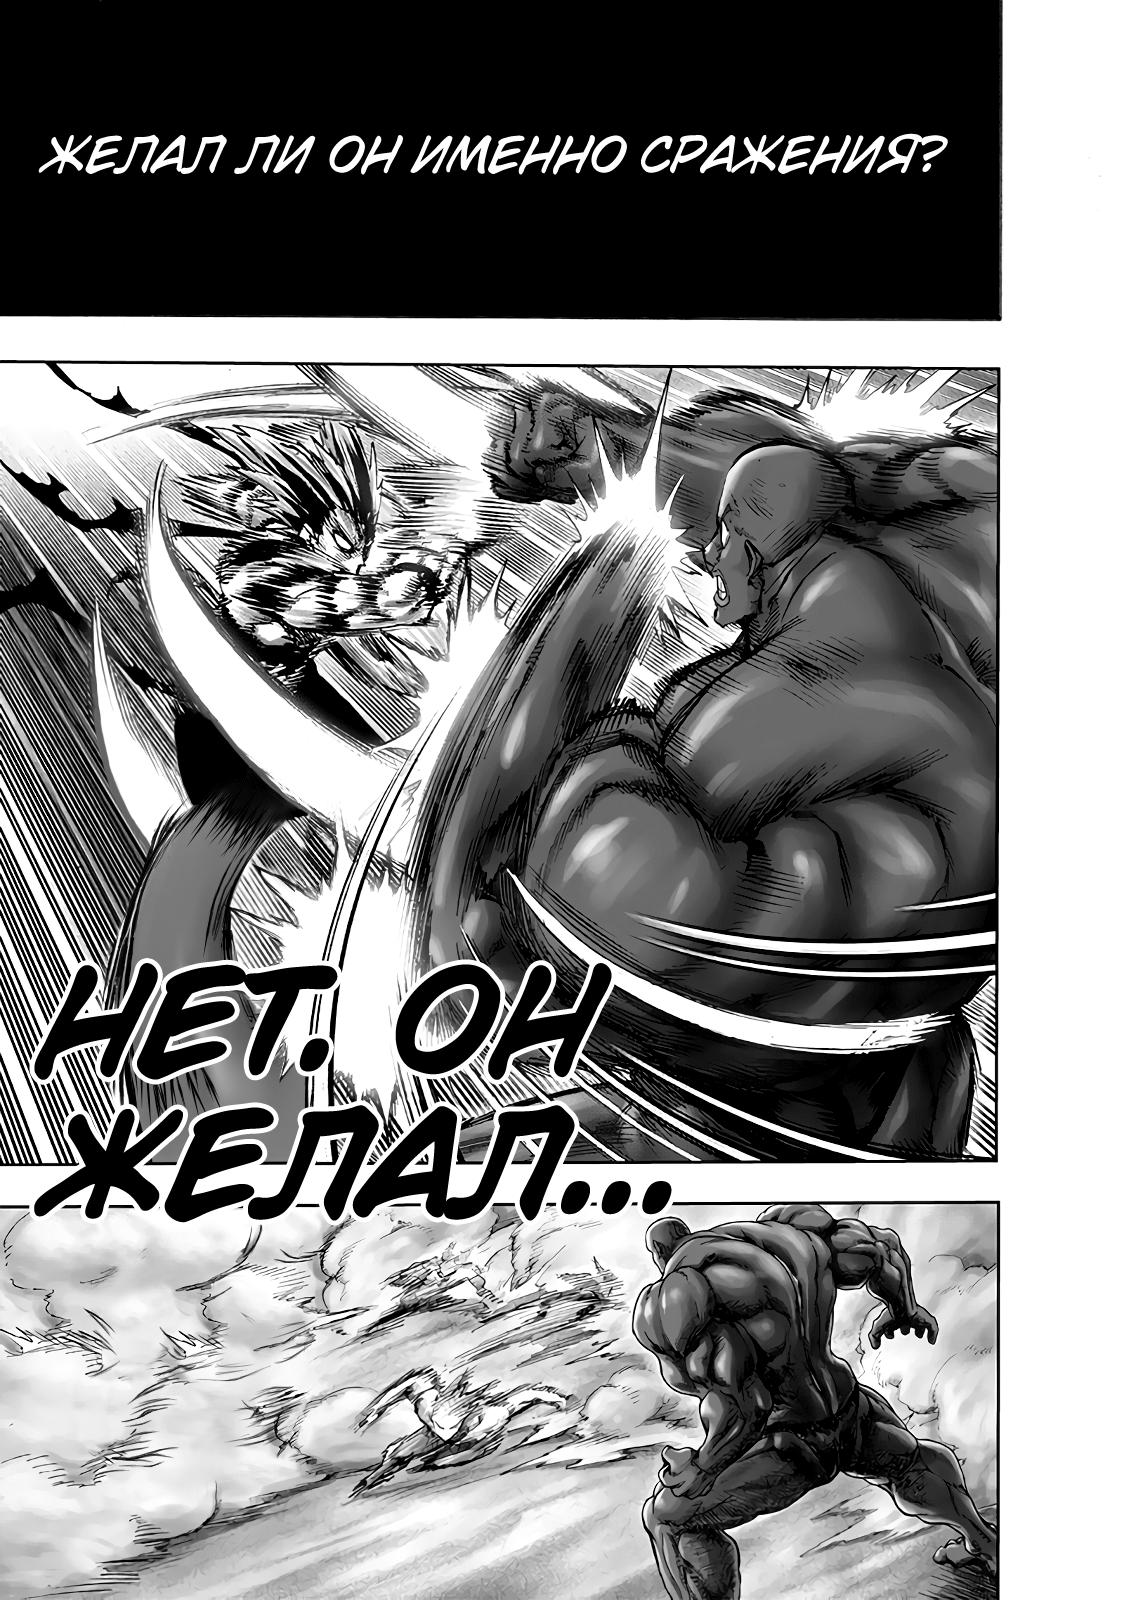 ЖЕЛАЛ ЛИ ОН ИМЕННО СРАЖЕНИЯ?
НЕТ. ОН
ЖЕЛАЛ...